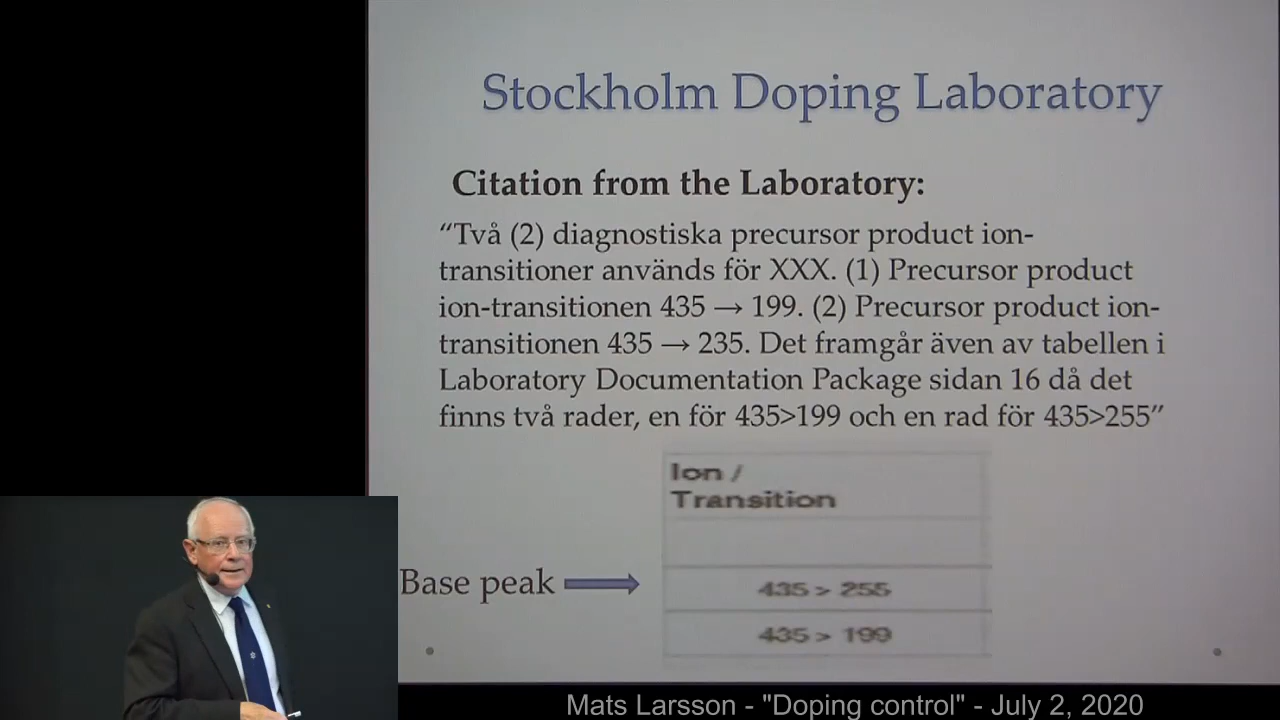 Stockholm Doping Laboratory
Citation from the Laboratory:
“Två (2) diagnostiska precursor product ion-
transitioner används för XXX. (1) Precursor product
ion-transitionen 435 → 199. (2) Precursor product ion-
transitionen 435 → 235. Det framgår även av tabellen i
Laboratory Documentation Package sidan 16 då det
finns två rader, en för 435>199 och en rad för 435>255”
Ion /
Transition
Base peak
435 > 255
435 > 199
Mats Larsson - "Doping control" - July 2, 2020